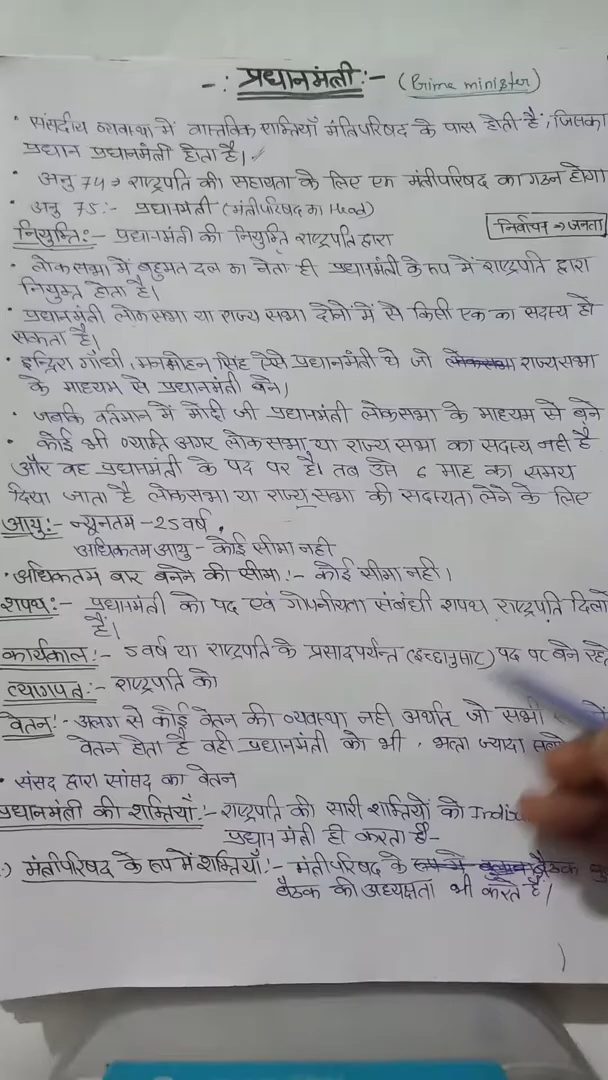 -: प्रधानमंत्री :- (Prime minister)
• संसदीय व्यवस्था में वास्तविक शक्तियाँ मंत्रिपरिषद के पास होती है, जिसका
प्रधान प्रधानमंत्री होता है।
• अनु 74 → राष्ट्रपति की सहायता के लिए एक मंत्रीपरिषद का गठन होगा
• अनु 75 :- प्रधानमंत्री (मंत्रीपरिषद का Head)
निर्वाचन → जनता
नियुक्ति :- प्रधानमंत्री की नियुक्ति राष्ट्रपति द्वारा
• लोकसभा में बहुमत दल का नेता ही प्रधानमंत्री के रूप में राष्ट्रपति द्वारा
नियुक्त होता है।
• प्रधानमंत्री लोकसभा या राज्य सभा दोनों में से किसी एक का सदस्य हो
सकता है।
• इन्दिरा गाँधी, मनमोहन सिंह ऐसे प्रधानमंत्री थे जो राज्यसभा
के माध्यम से प्रधानमंत्री बने।
• जबकि वर्तमान में मोदी जी प्रधानमंत्री लोकसभा के माध्यम से बने
• कोई भी व्यक्ति अगर लोकसभा या राज्य सभा का सदस्य नही है
और वह प्रधानमंत्री के पद पर है। तब उसे 6 माह का समय
दिया जाता है लोकसभा या राज्य सभा की सदस्यता लेने के लिए
आयु :- न्यूनतम - 25 वर्ष,
अधिकतम आयु - कोई सीमा नही
• अधिकतम बार बनने की सीमा :- कोई सीमा नही।
शपथ :- प्रधानमंत्री को पद एवं गोपनीयता संबंधी शपथ राष्ट्रपति दिलाते
हैं।
कार्यकाल :- 5 वर्ष या राष्ट्रपति के प्रसादपर्यन्त (इच्छानुसार) पद पर बने रहते
त्यागपत्र :- राष्ट्रपति को
वेतन :- अलग से कोई वेतन की व्यवस्था नही अर्थात् जो सभी
वेतन होता है वही प्रधानमंत्री को भी, भत्ता ज्यादा
• संसद द्वारा सांसद का वेतन
प्रधानमंत्री की शक्तियाँ :- राष्ट्रपति की सारी शक्तियों को
प्रधान मंत्री ही करता है-
मंत्रीपरिषद के रूप में शक्तियाँ :- मंत्रीपरिषद के बैठक
बैठक की अध्यक्षता भी करते है।